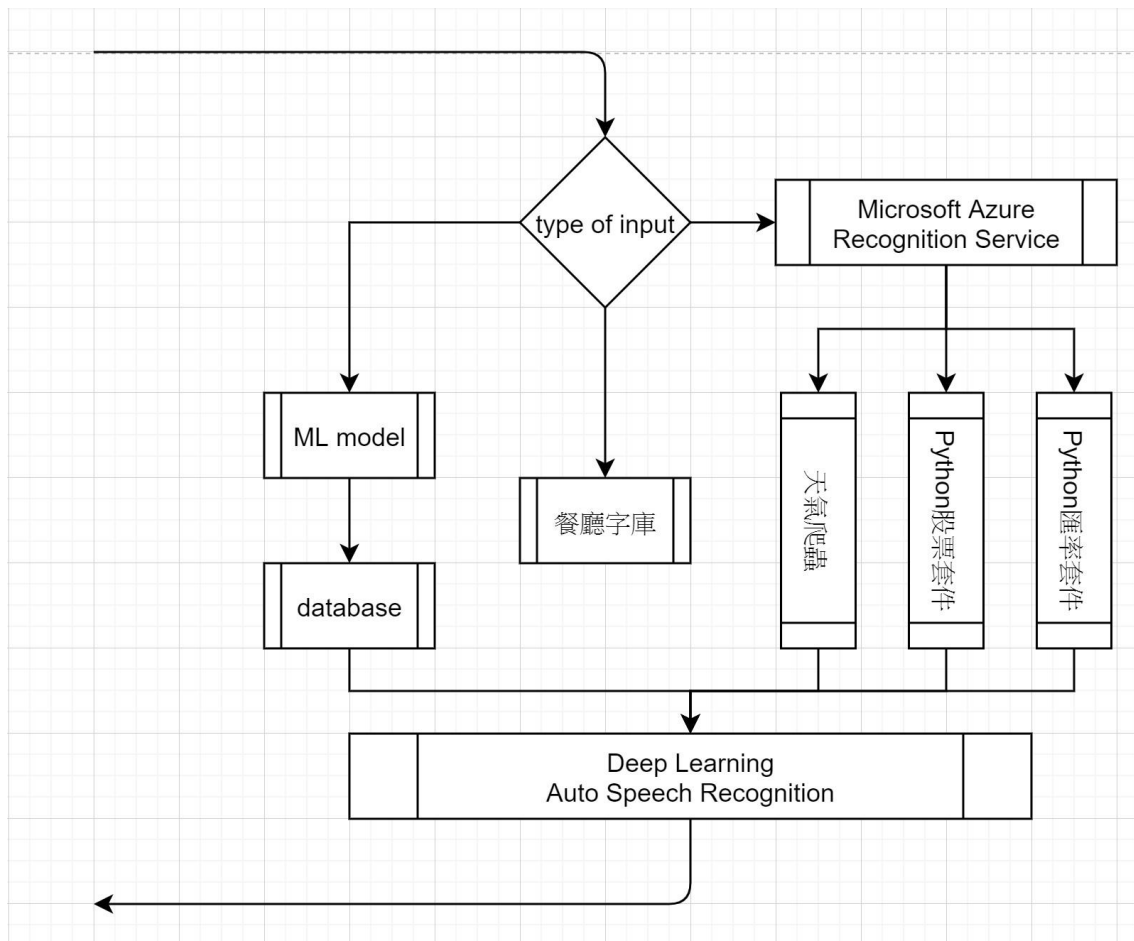 type of input
Microsoft Azure
Recognition Service
ML model
餐廳字庫
天氣爬蟲
Python股票套件
Python匯率套件
database
Deep Learning
Auto Speech Recognition